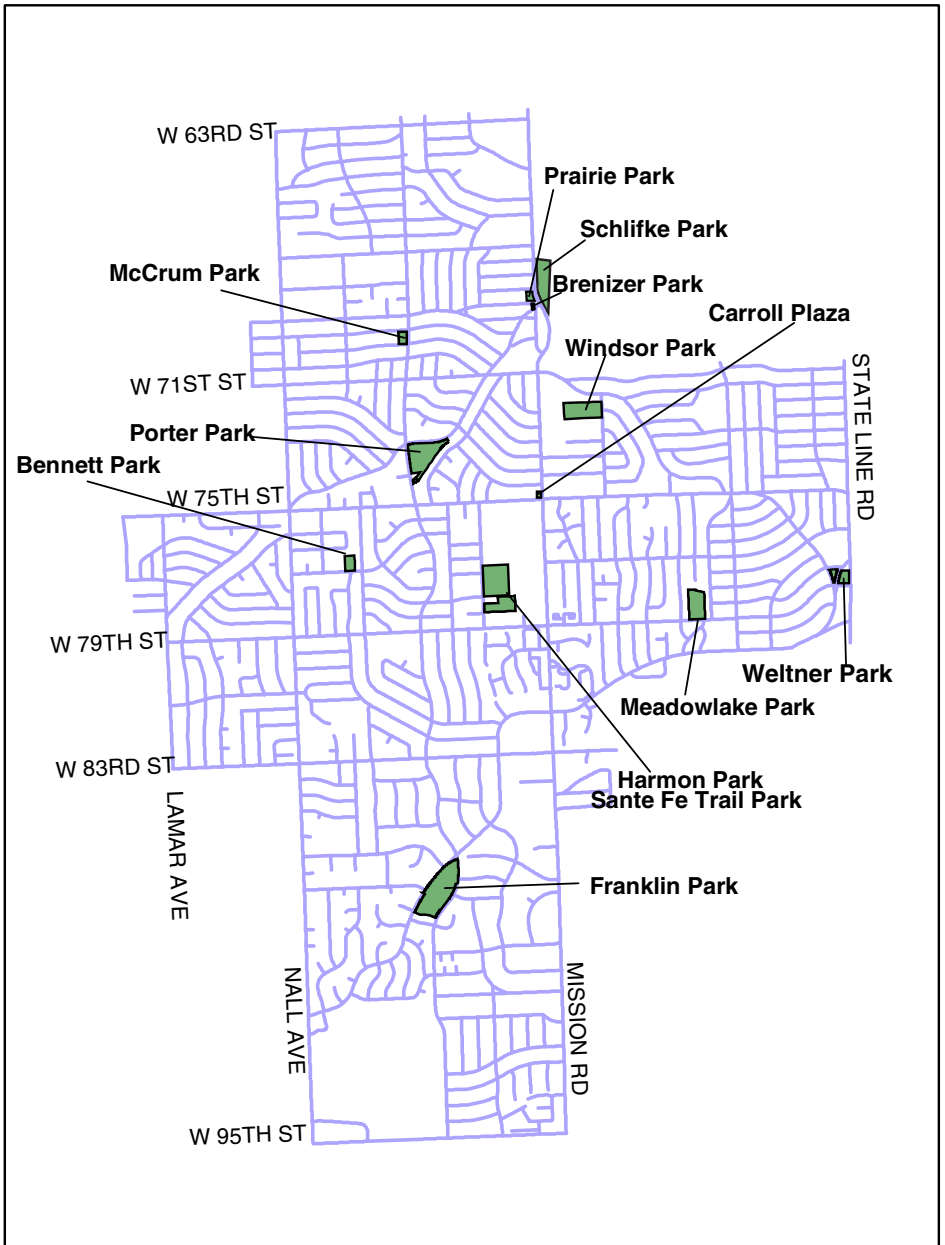 W 63RD ST
Prairie Park
Schlifke Park
McCrum Park
Brenizer Park
Carroll Plaza
Windsor Park
W 71ST ST
STATE LINE RD
Porter Park
Bennett Park
W 75TH ST
W 79TH ST
Weltner Park
Meadowlake Park
W 83RD ST
Harmon Park
Sante Fe Trail Park
LAMAR AVE
Franklin Park
NALL AVE
MISSION RD
W 95TH ST